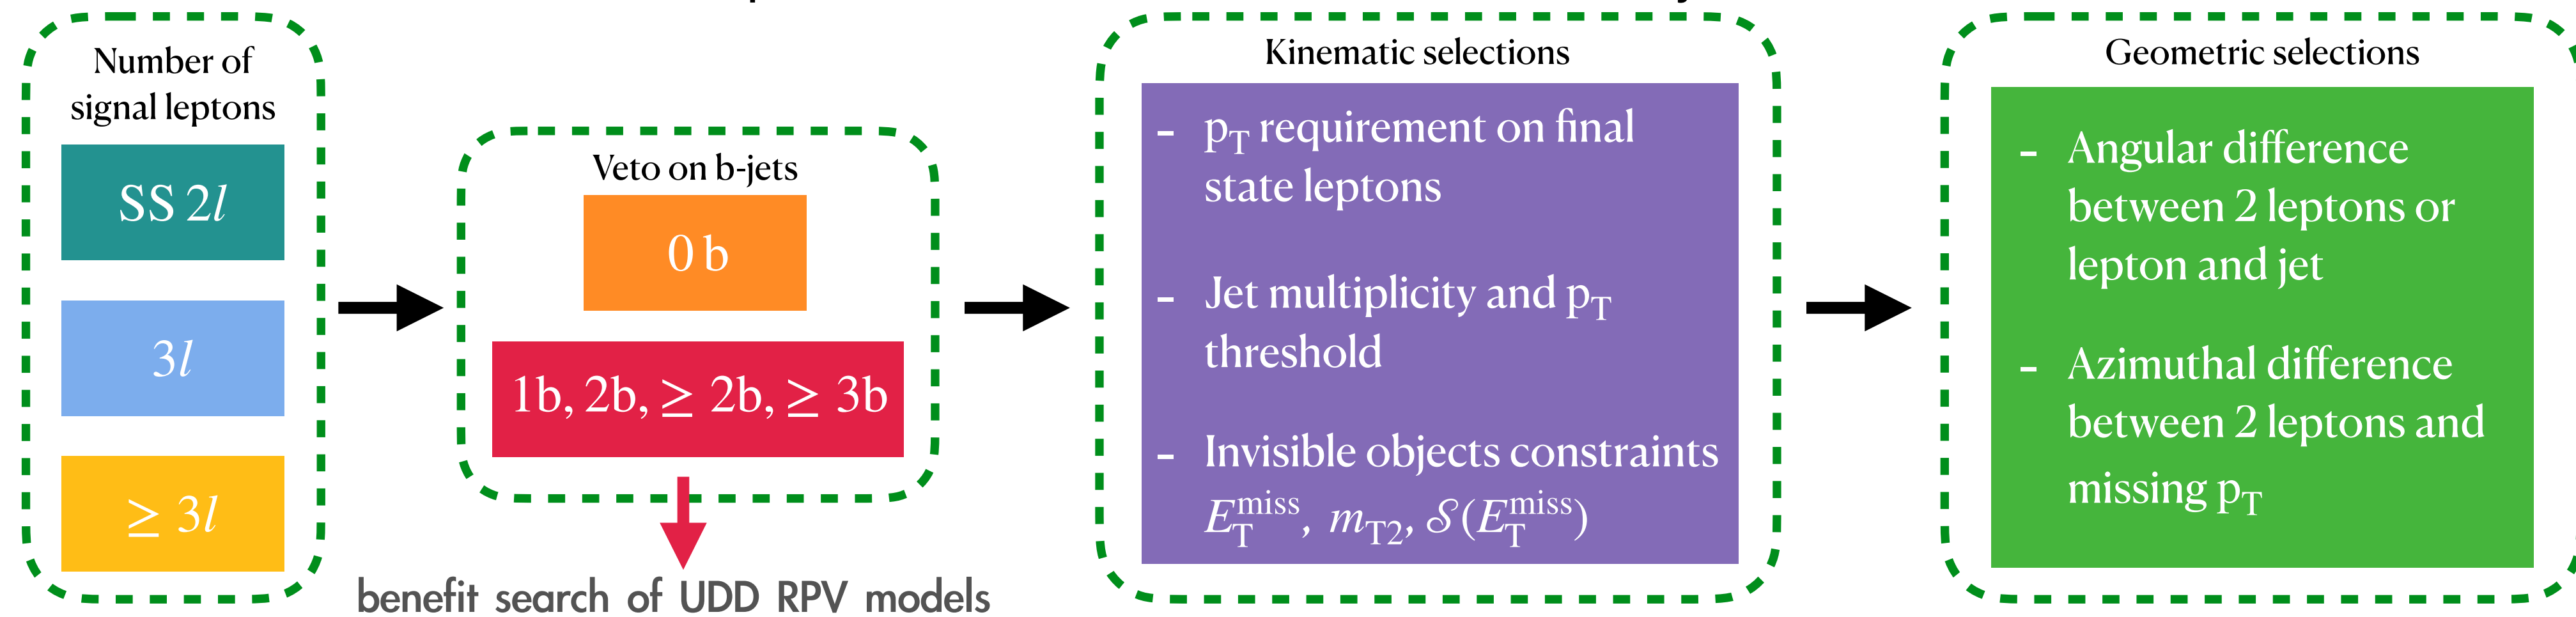 Number of
signal leptons
SS 2l
3l
≥ 3l
Veto on b-jets
0 b
1b, 2b, ≥ 2b, ≥ 3b
benefit search of UDD RPV models
Kinematic selections
- pT requirement on final
state leptons
- Jet multiplicity and pT
threshold
- Invisible objects constraints
E_T^miss, m_T2, 𝒮(E_T^miss)
Geometric selections
- Angular difference
between 2 leptons or
lepton and jet
- Azimuthal difference
between 2 leptons and
missing pT